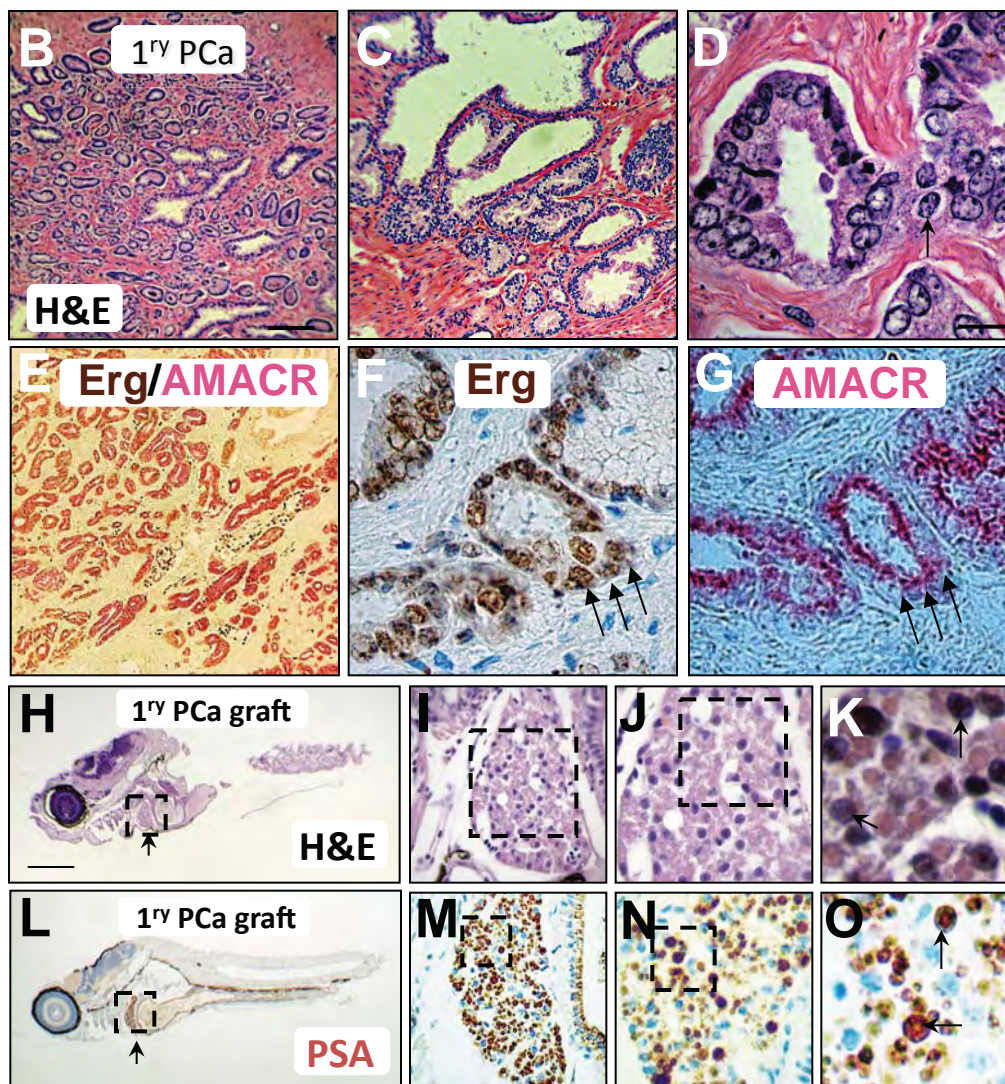 B 1ry PCa
H&E
C
D
E Erg/AMACR
F Erg
G AMACR
H 1ry PCa graft
H&E
I
J
K
L 1ry PCa graft
PSA
M
N
O